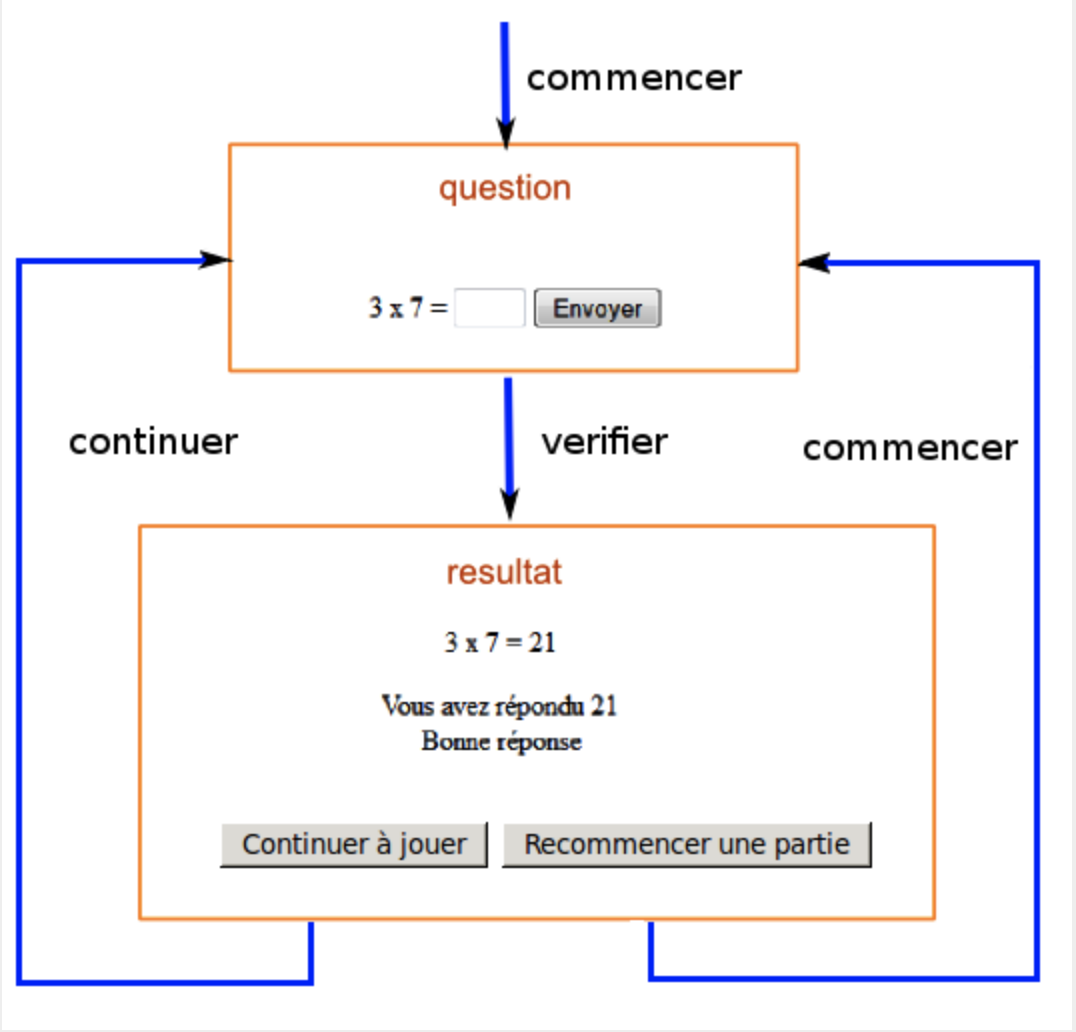 commencer
question
3 x 7 =
Envoyer
continuer
verifier
commencer
resultat
3 x 7 = 21
Vous avez répondu 21
Bonne réponse
Continuer à jouer
Recommencer une partie